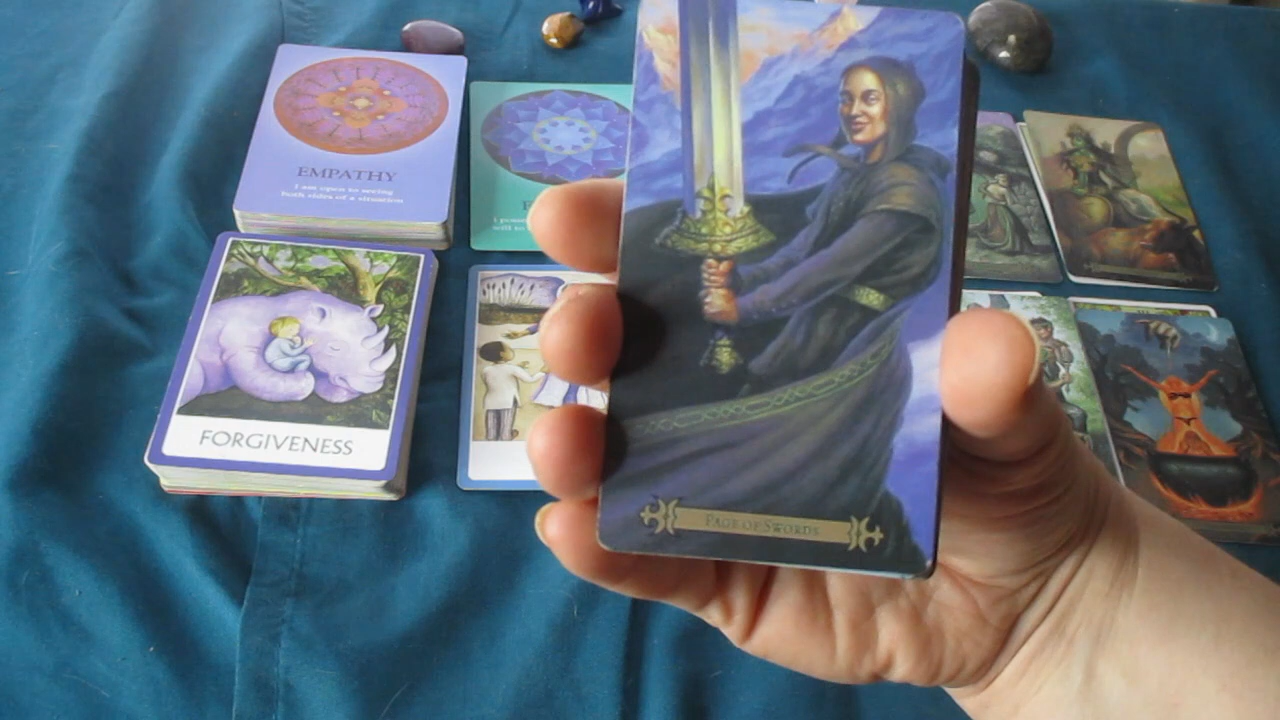 EMPATHY
I am open to seeing
both sides of a situation
FORGIVENESS
PAGE OF SWORDS